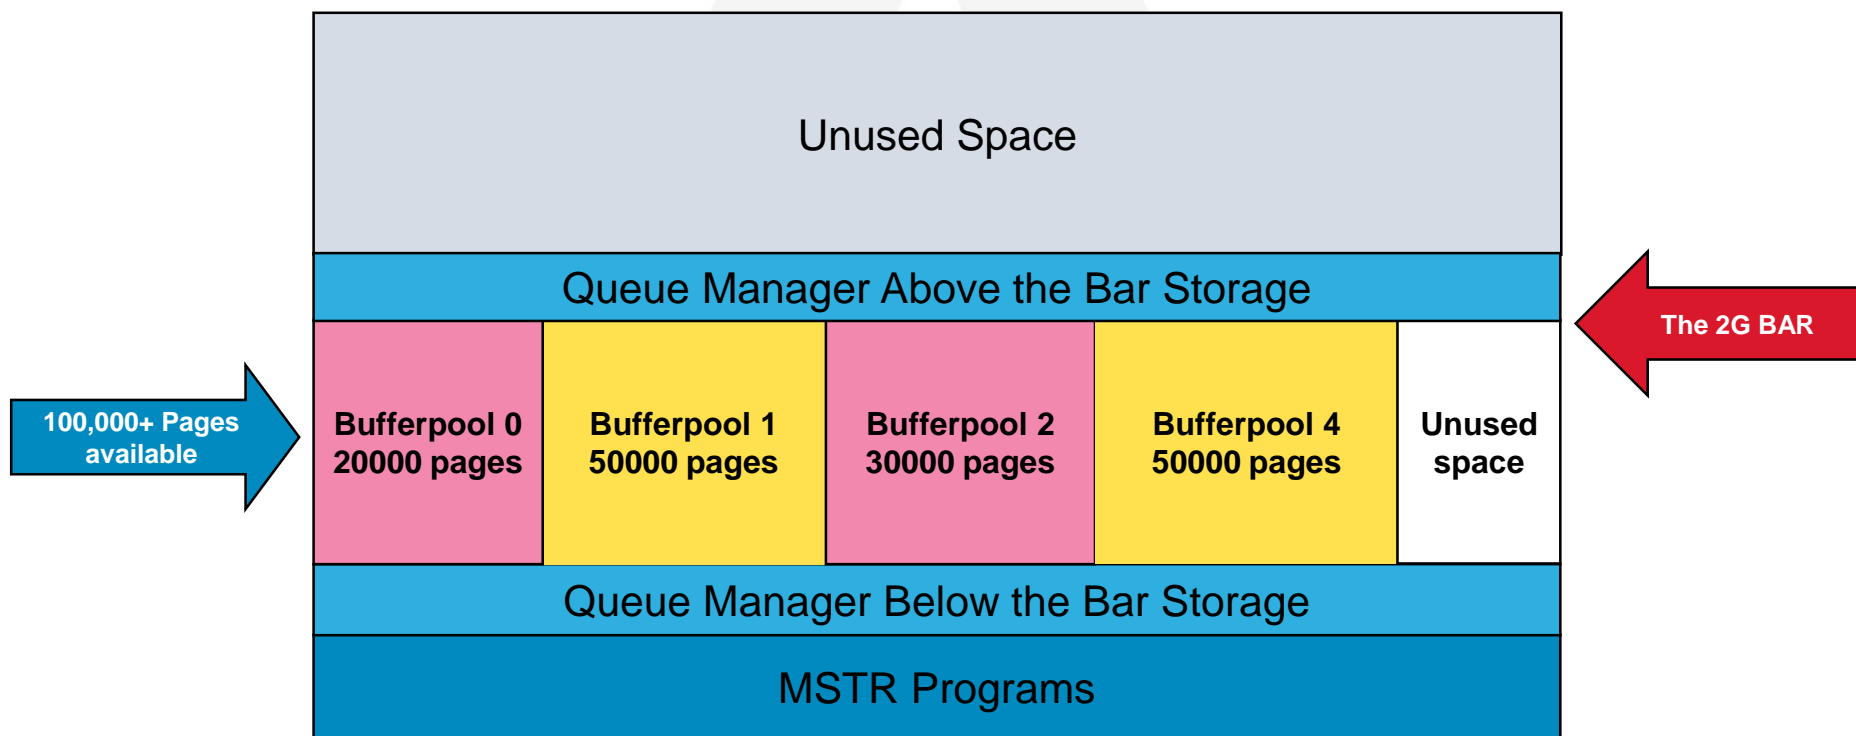 Unused Space
Queue Manager Above the Bar Storage
The 2G BAR
100,000+ Pages
available
Bufferpool 0
20000 pages
Bufferpool 1
50000 pages
Bufferpool 2
30000 pages
Bufferpool 4
50000 pages
Unused
space
Queue Manager Below the Bar Storage
MSTR Programs